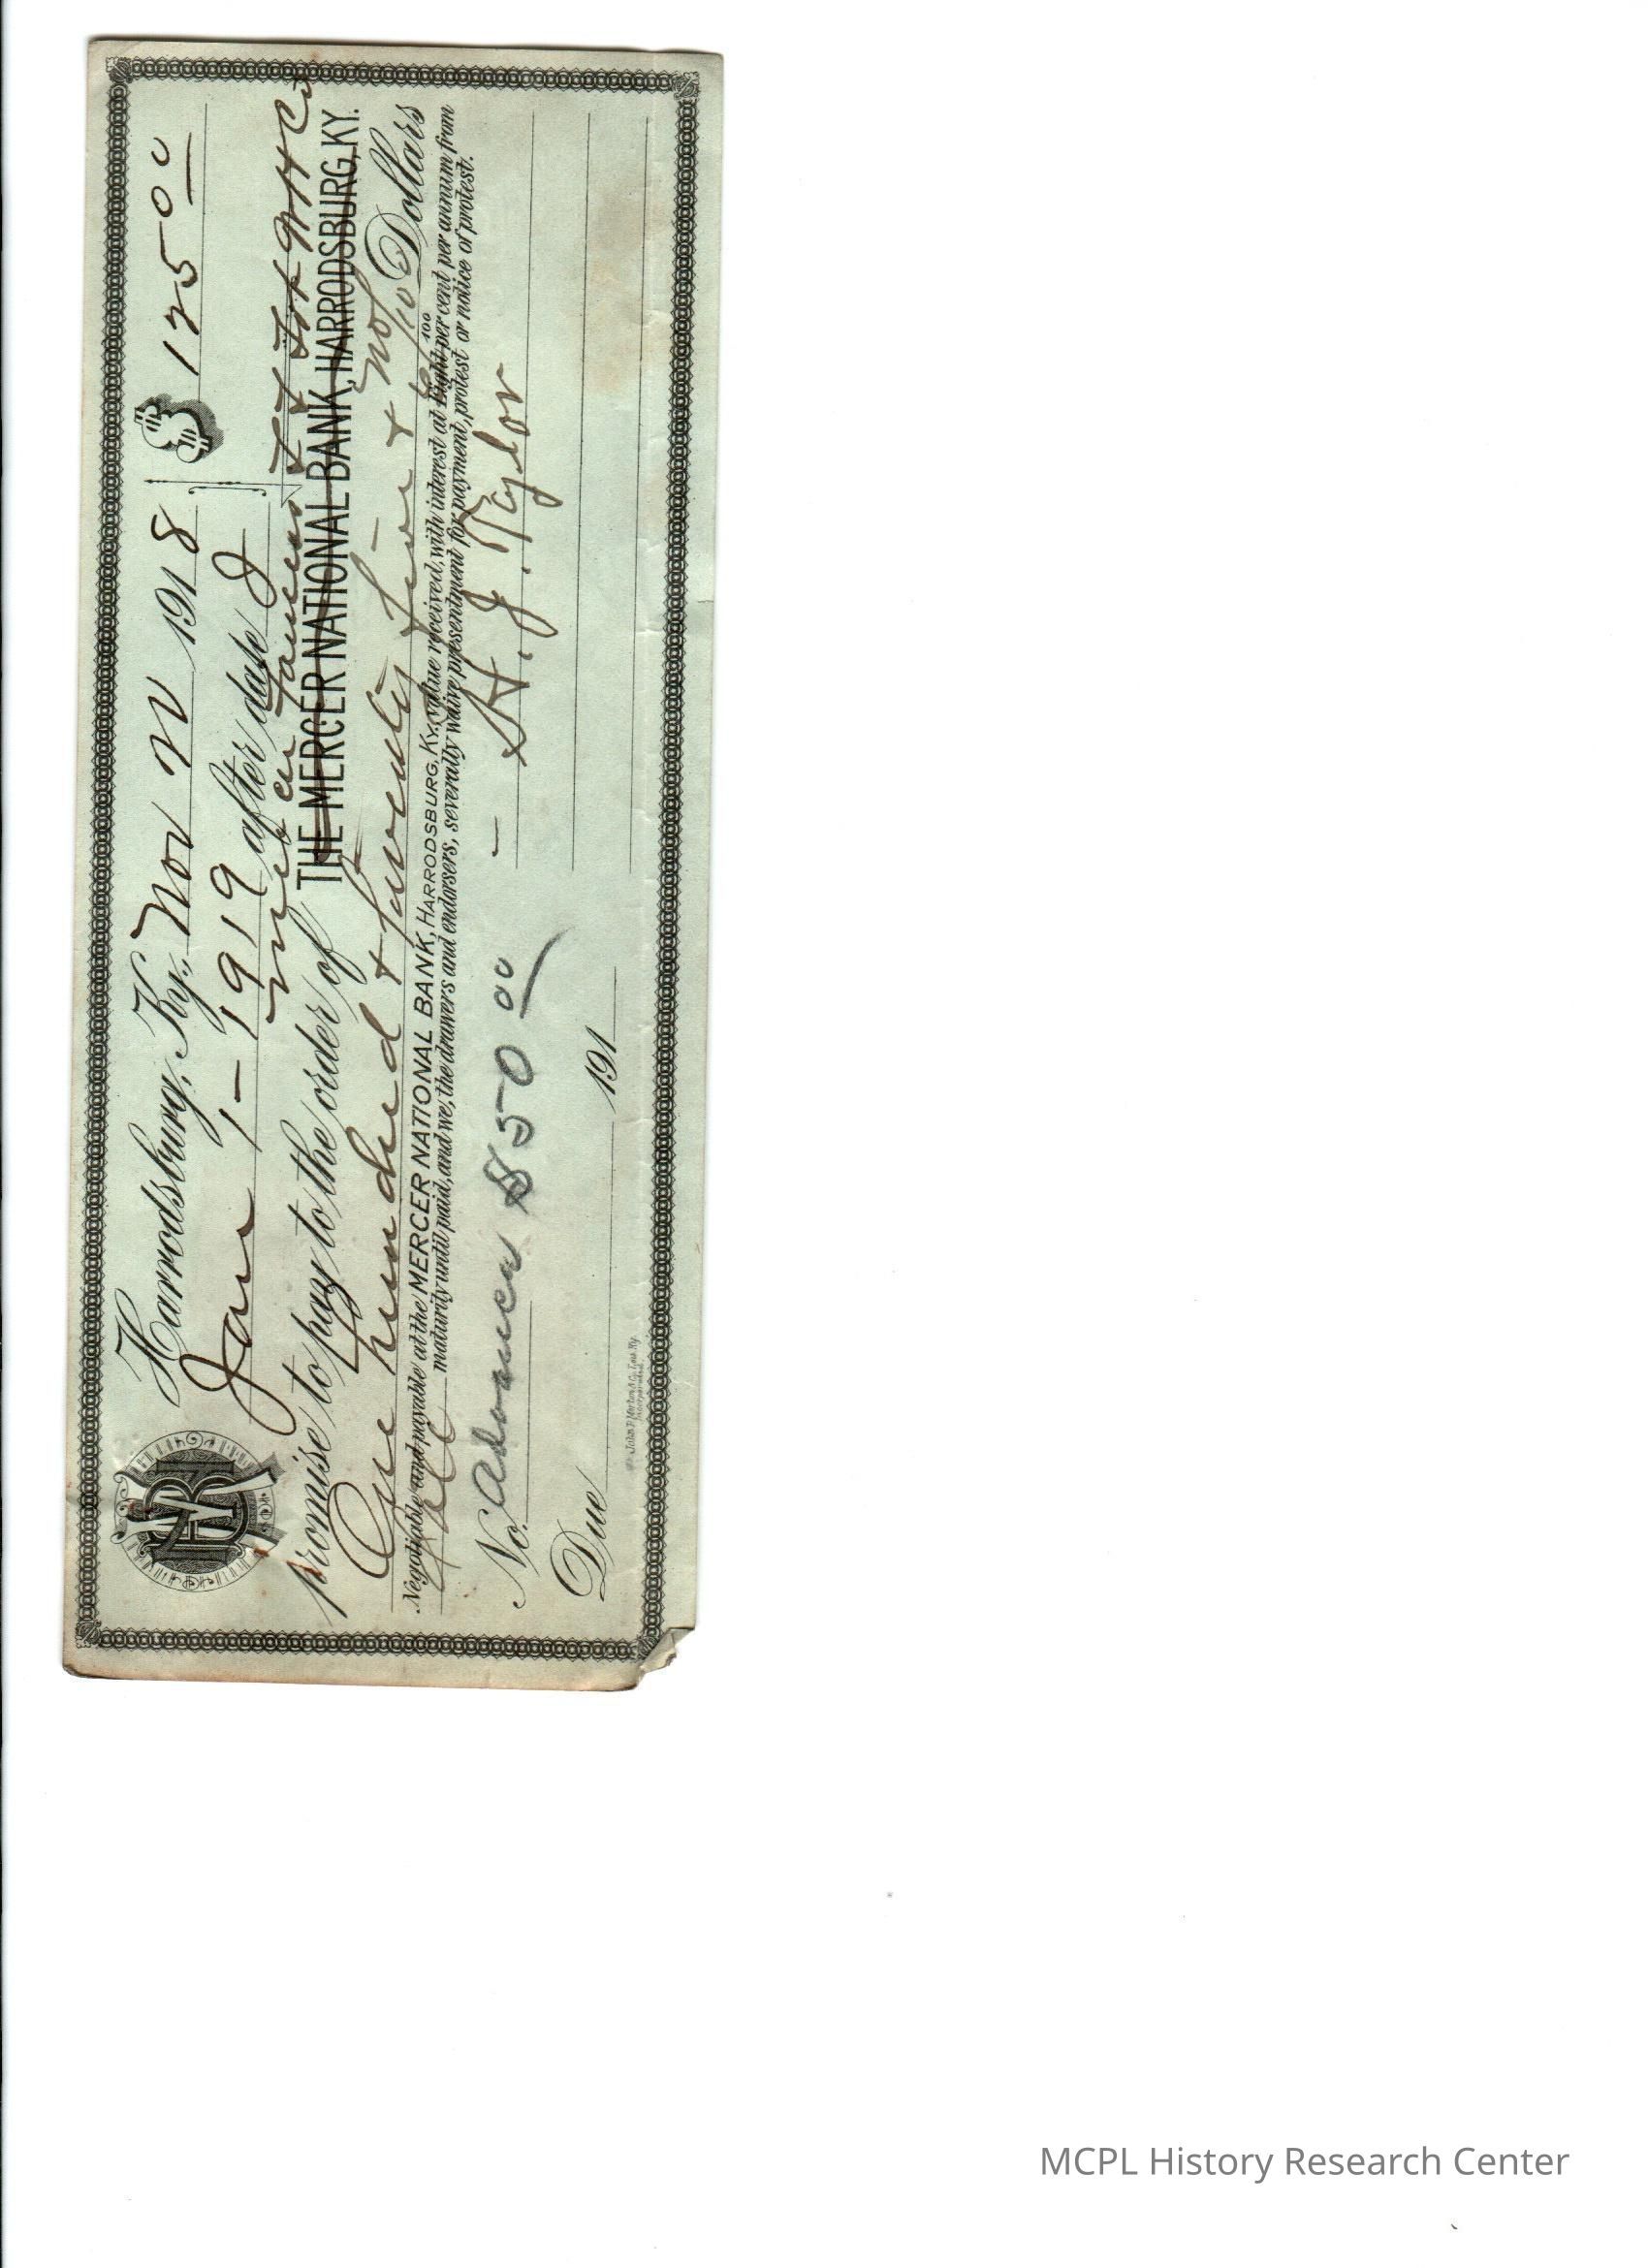 Harrodsburg, Ky., Nov 1918 $ 125 00
Jan 1 - 1919 after date I
promise to pay to the order of THE MERCER NATIONAL BANK, HARRODSBURG, KY.
One hundred & twenty five & no/100 Dollars
Negotiable and payable at the MERCER NATIONAL BANK, HARRODSBURG, KY., value received, with interest at Eight per cent per annum from
maturity until paid, and we, the drawers and endorsers, severally waive presentment for payment, protest or notice of protest.
No. Advance $50 00 - H. J. Taylor
Due 191
MCPL History Research Center